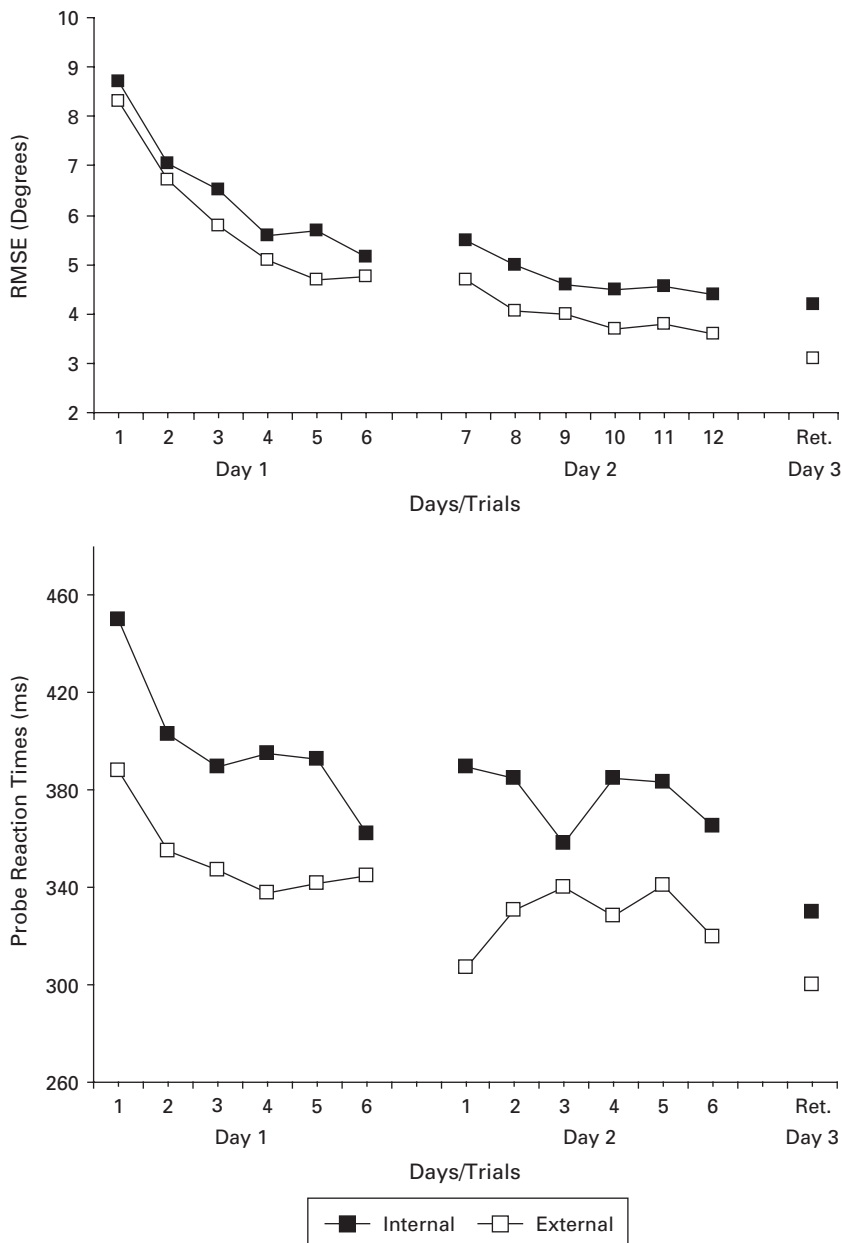 10
9
8
7
6
5
4
3
2
RMSE (Degrees)
1 2 3 4 5 6 7 8 9 10 11 12 Ret.
Day 1 Day 2 Day 3
Days/Trials
460
420
380
340
300
260
Probe Reaction Times (ms)
1 2 3 4 5 6 1 2 3 4 5 6 Ret.
Day 1 Day 2 Day 3
Days/Trials
Internal External